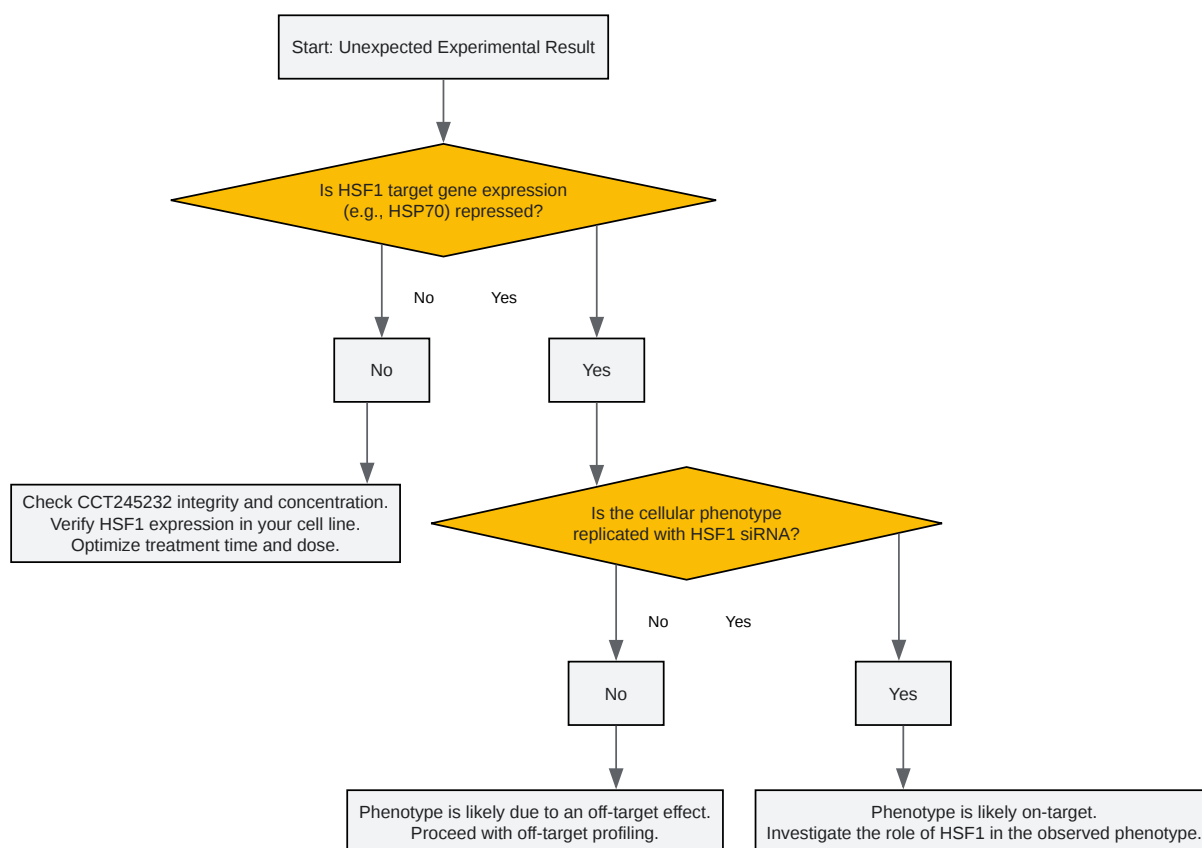 Start: Unexpected Experimental Result
Is HSF1 target gene expression
(e.g., HSP70) repressed?
No
Yes
No
Yes
Check CCT245232 integrity and concentration.
Verify HSF1 expression in your cell line.
Optimize treatment time and dose.
Is the cellular phenotype
replicated with HSF1 siRNA?
No
Yes
No
Yes
Phenotype is likely due to an off-target effect.
Proceed with off-target profiling.
Phenotype is likely on-target.
Investigate the role of HSF1 in the observed phenotype.